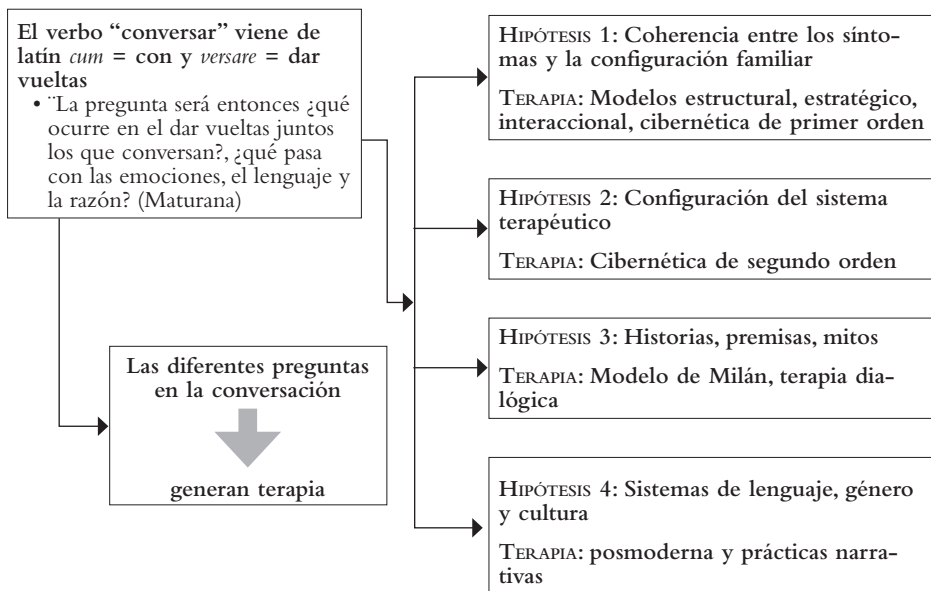 El verbo “conversar” viene de
latín cum = con y versare = dar
vueltas
• ¨La pregunta será entonces ¿qué
ocurre en el dar vueltas juntos
los que conversan?, ¿qué pasa
con las emociones, el lenguaje y
la razón? (Maturana)
Las diferentes preguntas
en la conversación
generan terapia
HIPÓTESIS 1: Coherencia entre los sínto-
mas y la configuración familiar
TERAPIA: Modelos estructural, estratégico,
interaccional, cibernética de primer orden
HIPÓTESIS 2: Configuración del sistema
terapéutico
TERAPIA: Cibernética de segundo orden
HIPÓTESIS 3: Historias, premisas, mitos
TERAPIA: Modelo de Milán, terapia dia-
lógica
HIPÓTESIS 4: Sistemas de lenguaje, género
y cultura
TERAPIA: posmoderna y prácticas narra-
tivas